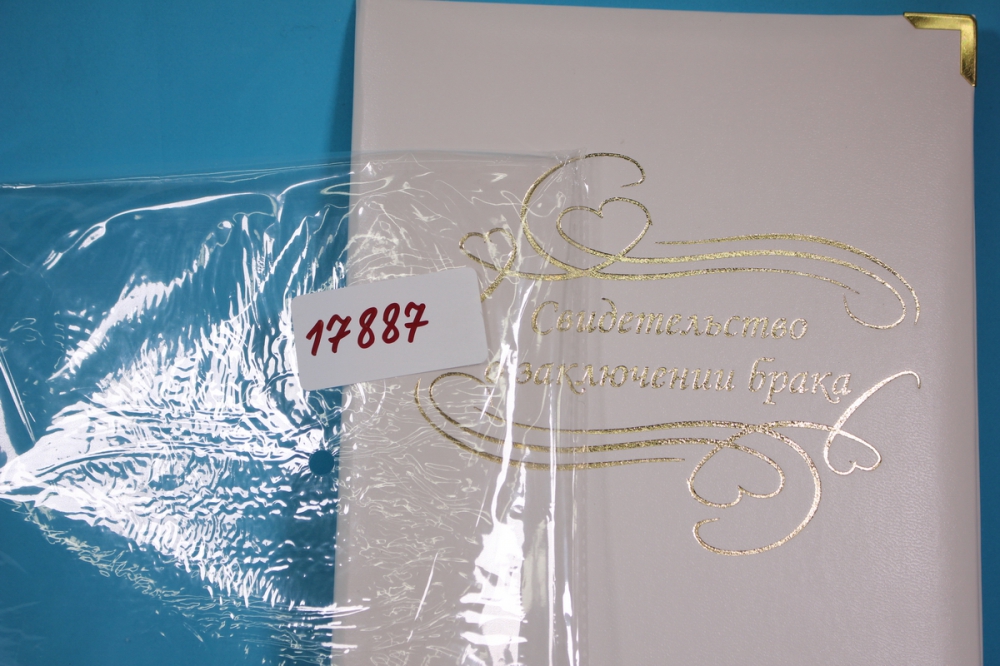 17887
Свидетельство
о заключении брака